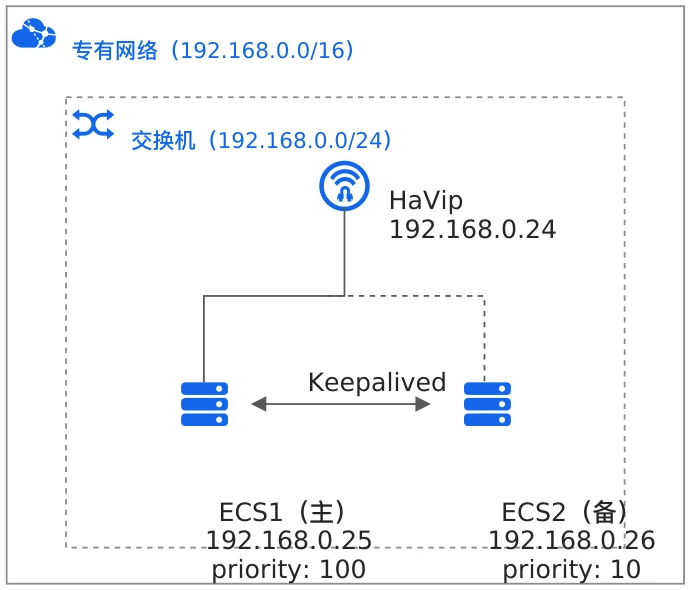 专有网络（192.168.0.0/16）
交换机（192.168.0.0/24）
HaVip
192.168.0.24
Keepalived
ECS1（主）
192.168.0.25
priority: 100
ECS2（备）
192.168.0.26
priority: 10